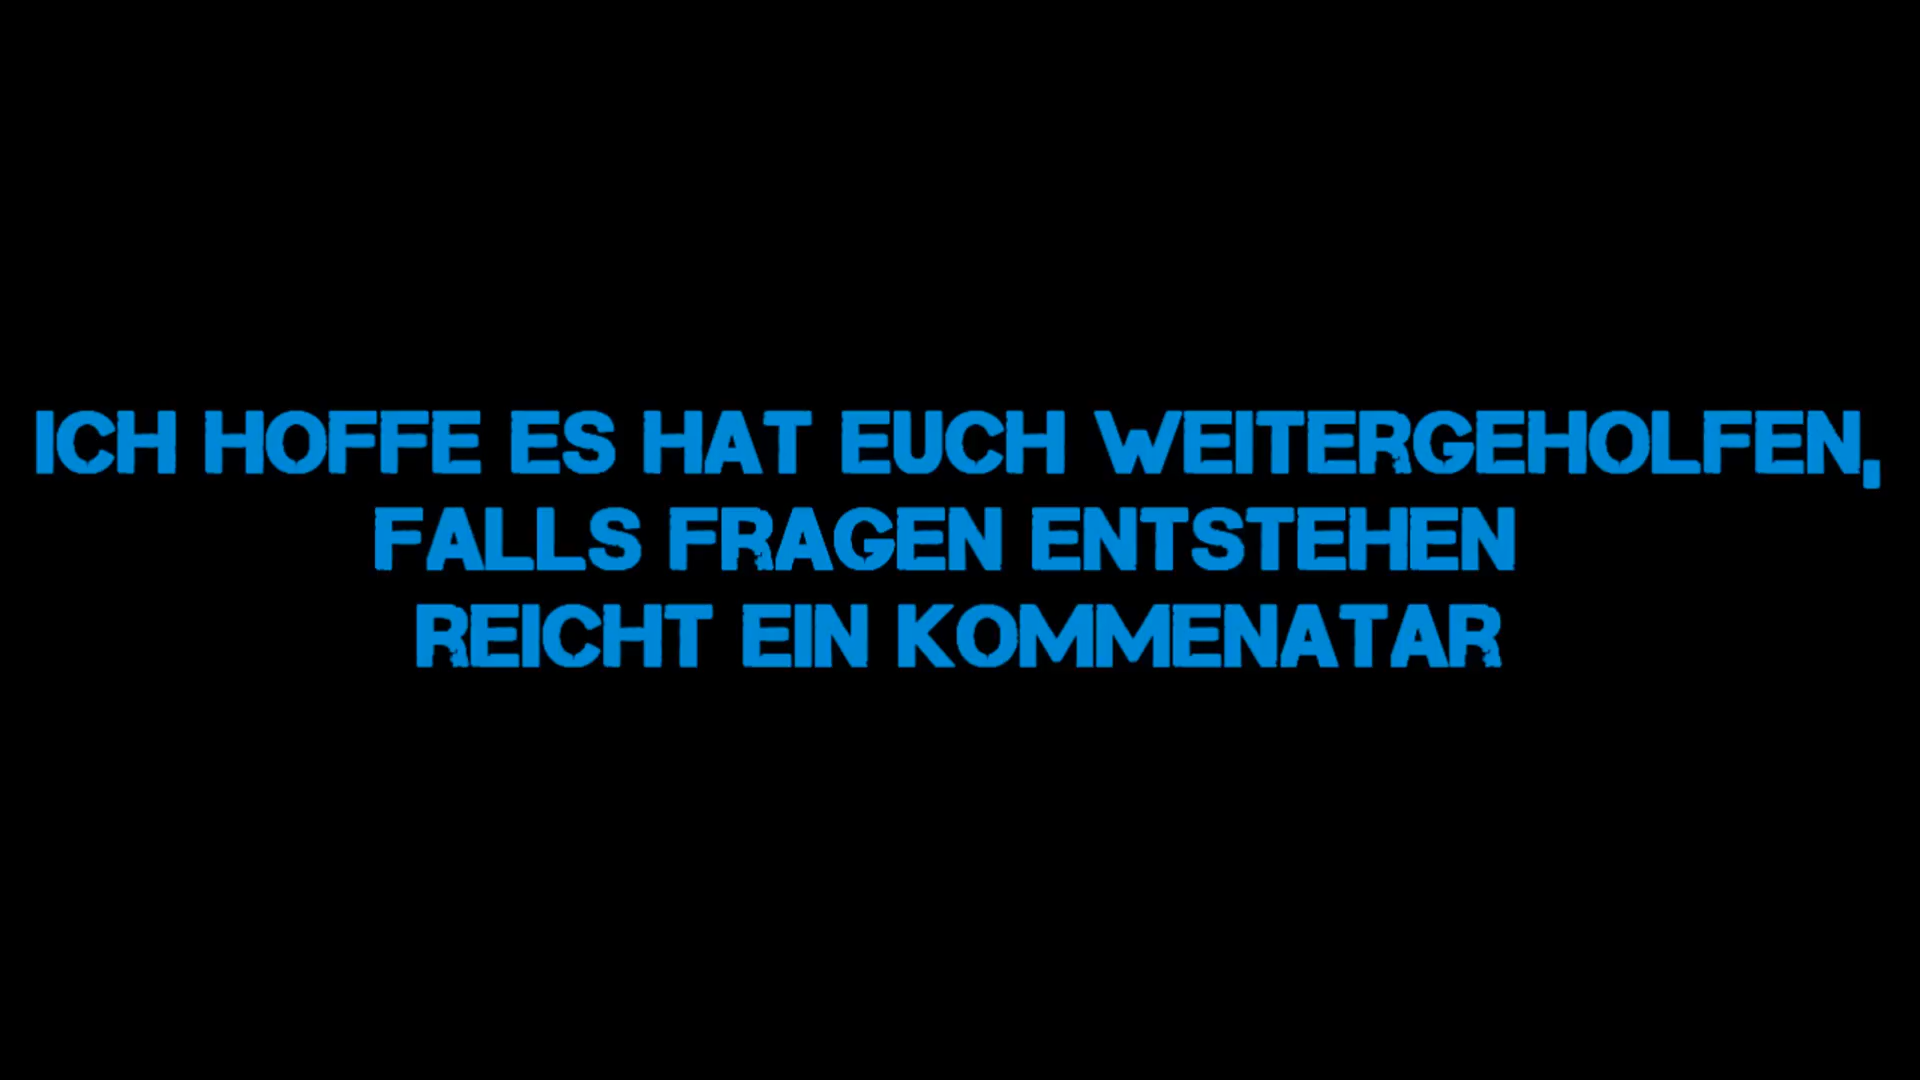 ICH HOFFE ES HAT EUCH WEITERGEHOLFEN,
FALLS FRAGEN ENTSTEHEN
REICHT EIN KOMMENATAR